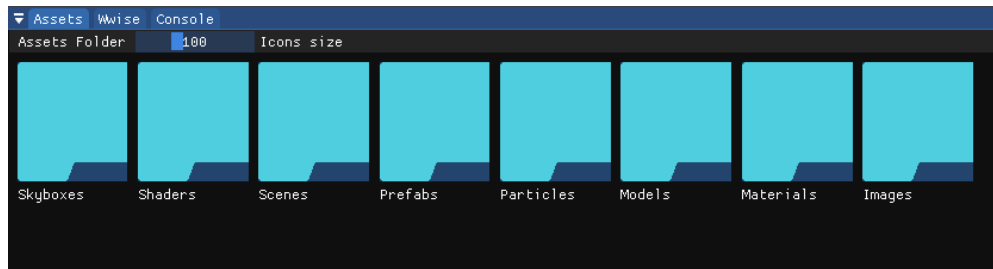 Assets Wwise Console
Assets Folder 100 Icons size
Skyboxes Shaders Scenes Prefabs Particles Models Materials Images